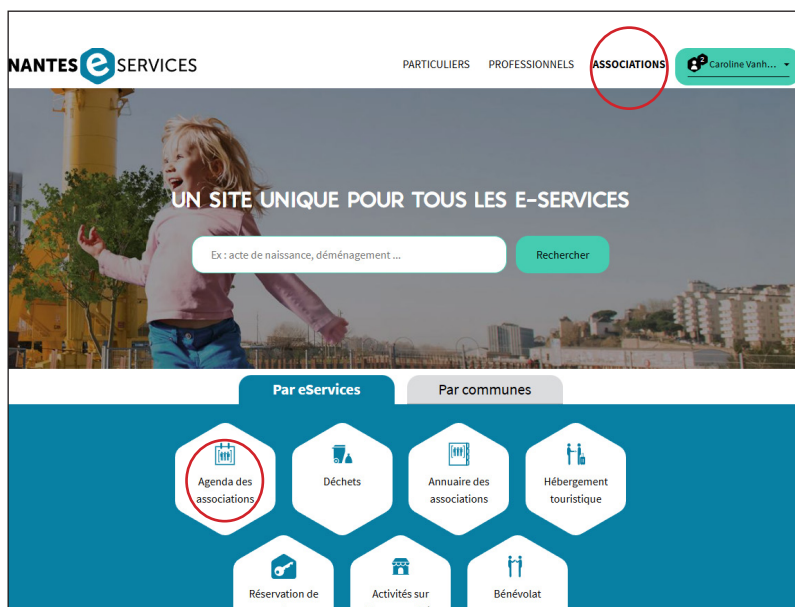 NANTES e SERVICES
PARTICULIERS PROFESSIONNELS ASSOCIATIONS 2 Caroline Vanh...
UN SITE UNIQUE POUR TOUS LES E-SERVICES
Ex : acte de naissance, déménagement ... Rechercher
Par eServices Par communes
Agenda des
associations
Déchets
Annuaire des
associations
Hébergement
touristique
Réservation de
Activités sur
Bénévolat